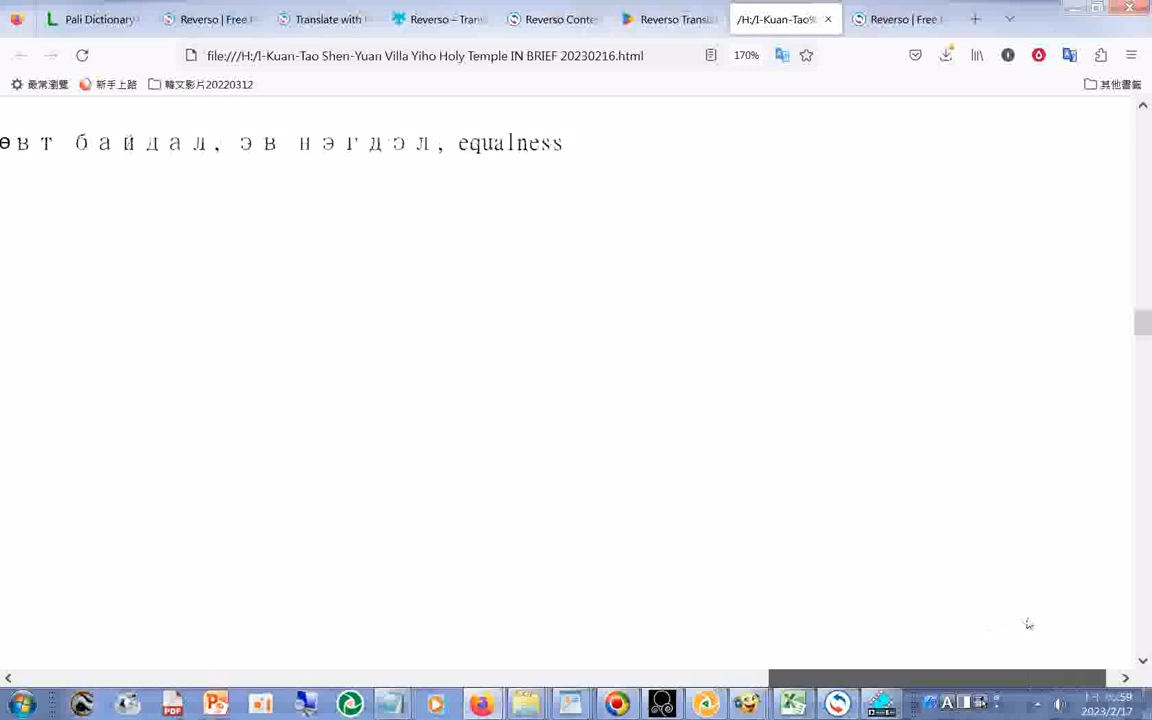 Pali Dictionary
Reverso | Free
Translate with
Reverso – Tran
Reverso Conte
Reverso Transl
/H:/I-Kuan-Tao%
Reverso | Free
file:///H:/I-Kuan-Tao Shen-Yuan Villa Yiho Holy Temple IN BRIEF 20230216.html
170%
最常瀏覽
新手上路
韓文影片20220312
其他書籤
өвт байдал, эв нэгдэл, equalness
2023/2/17